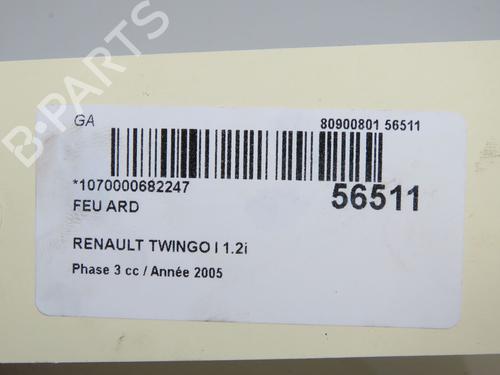 B-PARTS
GA
80900801 56511
*1070000682247
56511
FEU ARD
RENAULT TWINGO I 1.2i
Phase 3 cc / Année 2005